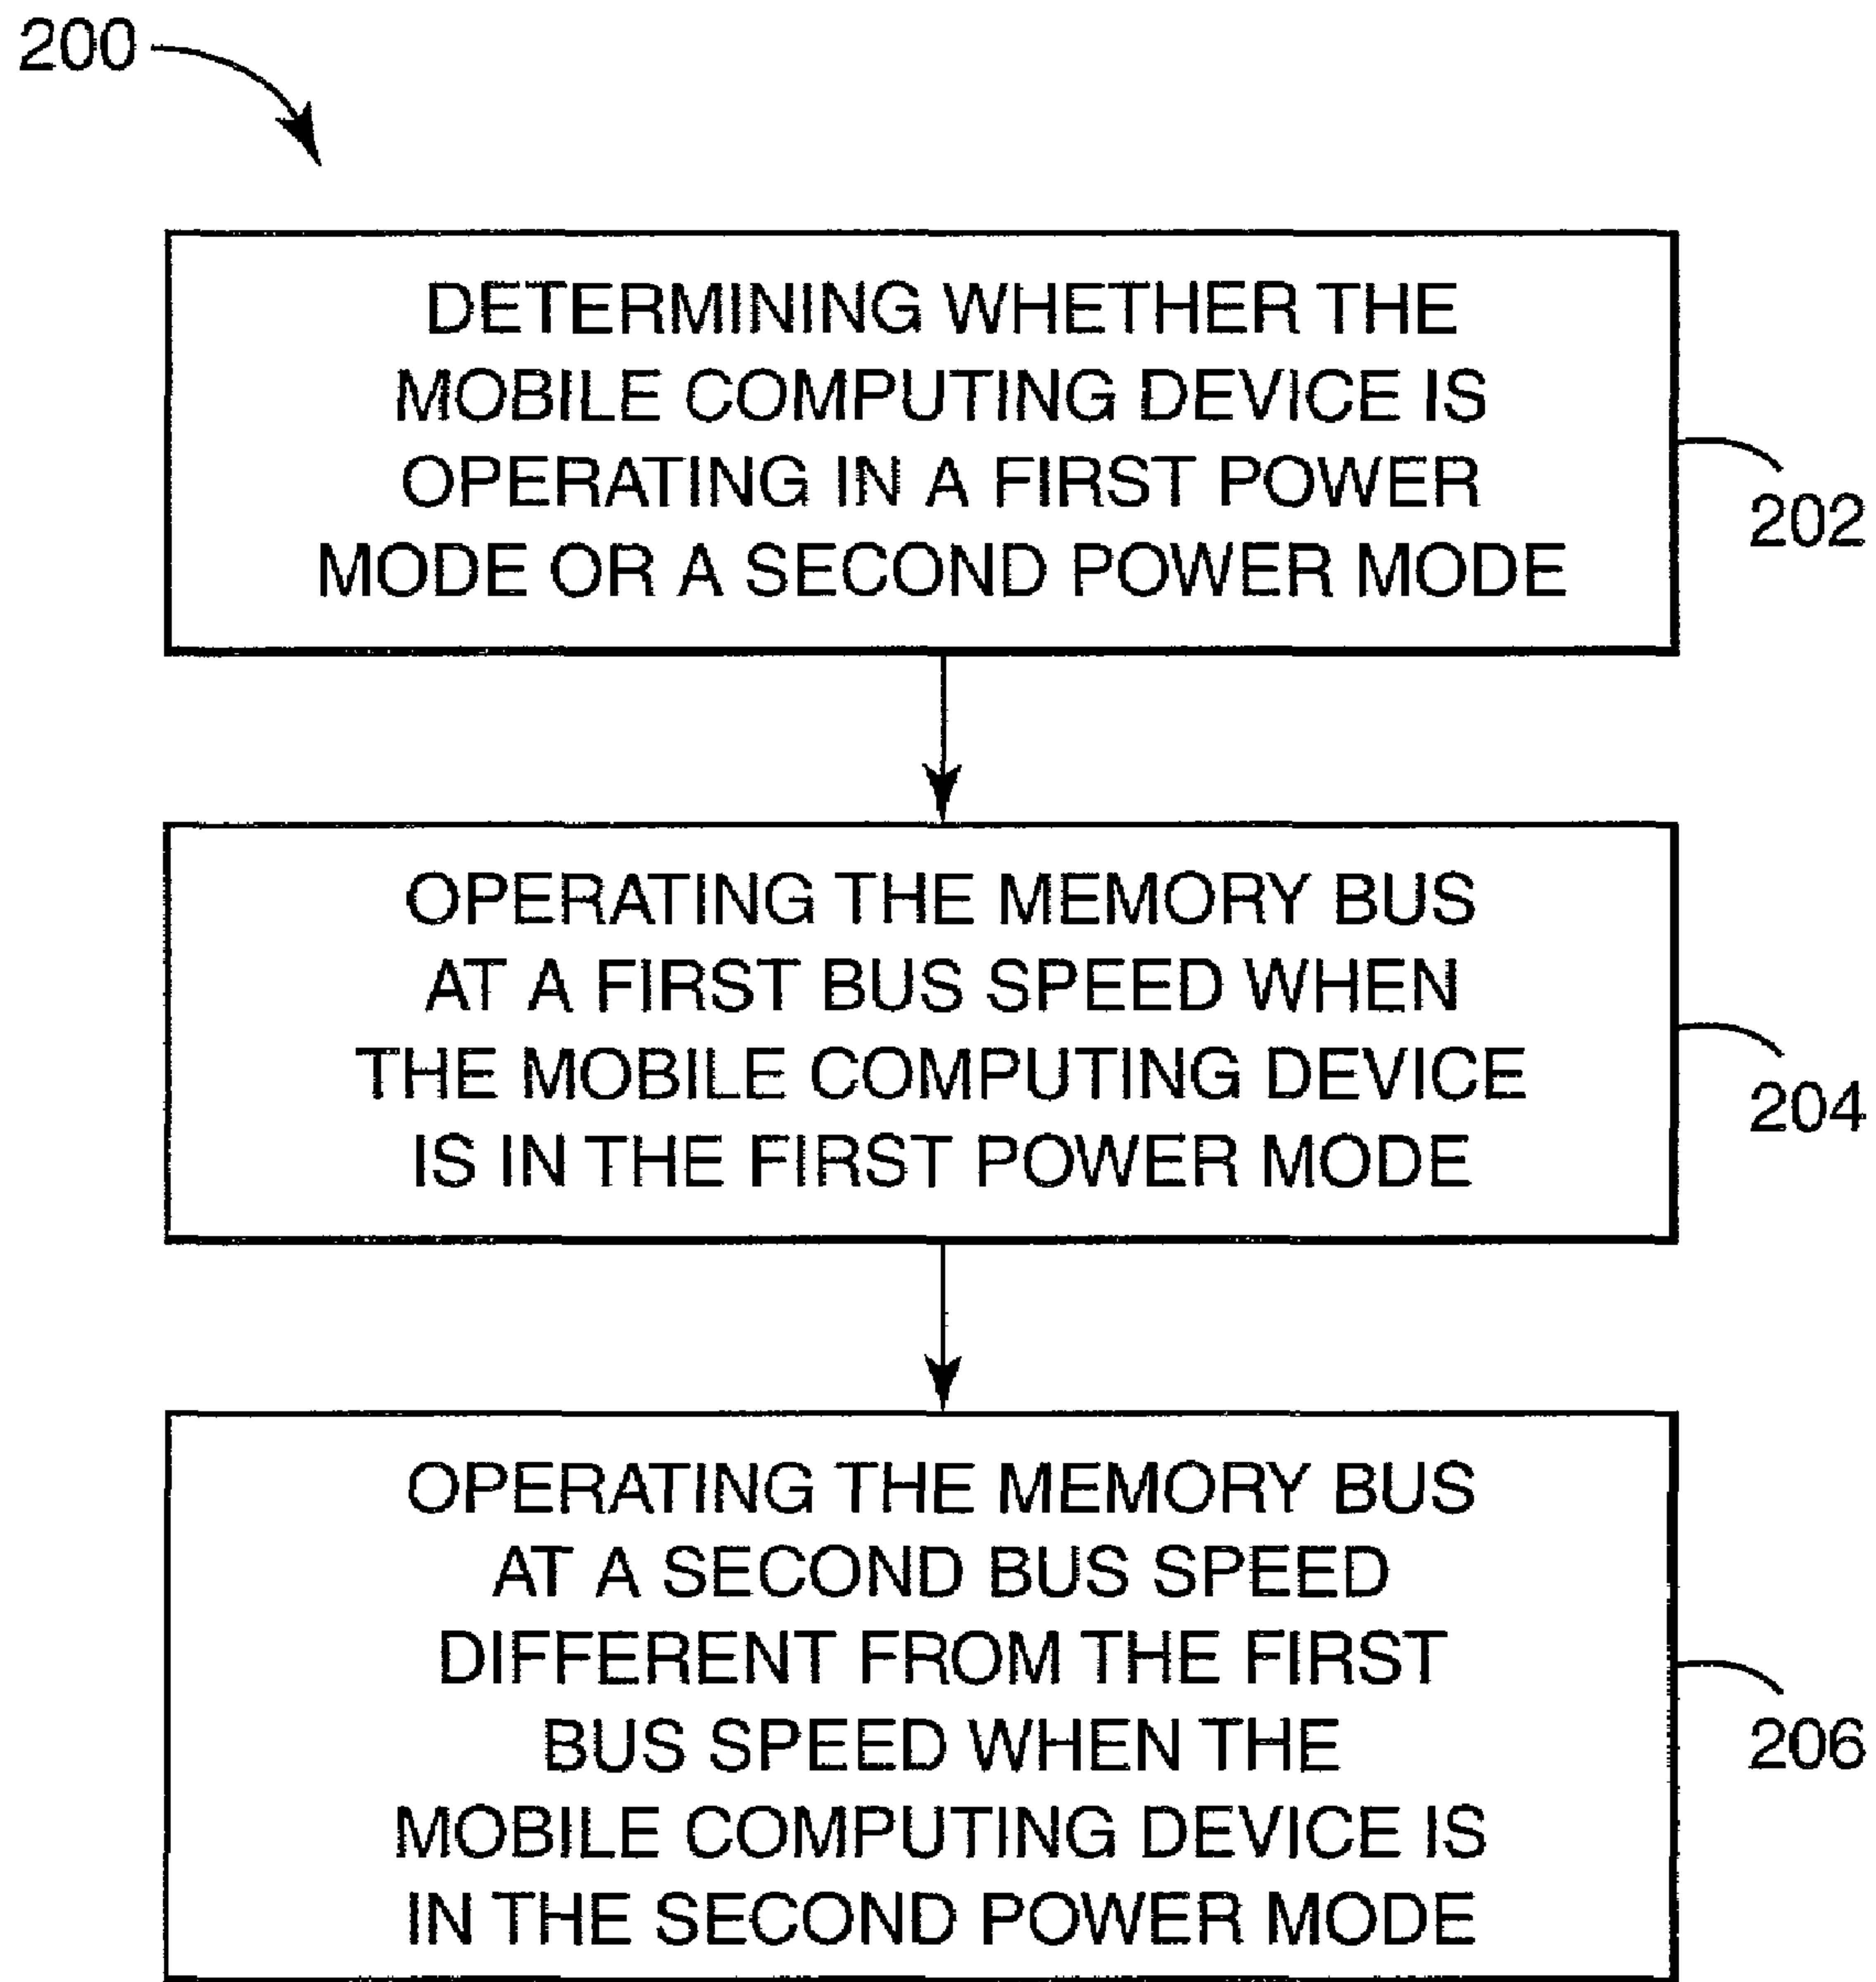 200
DETERMINING WHETHER THE
MOBILE COMPUTING DEVICE IS
OPERATING IN A FIRST POWER
MODE OR A SECOND POWER MODE
202
OPERATING THE MEMORY BUS
AT A FIRST BUS SPEED WHEN
THE MOBILE COMPUTING DEVICE
IS IN THE FIRST POWER MODE
204
OPERATING THE MEMORY BUS
AT A SECOND BUS SPEED
DIFFERENT FROM THE FIRST
BUS SPEED WHEN THE
MOBILE COMPUTING DEVICE IS
IN THE SECOND POWER MODE
206